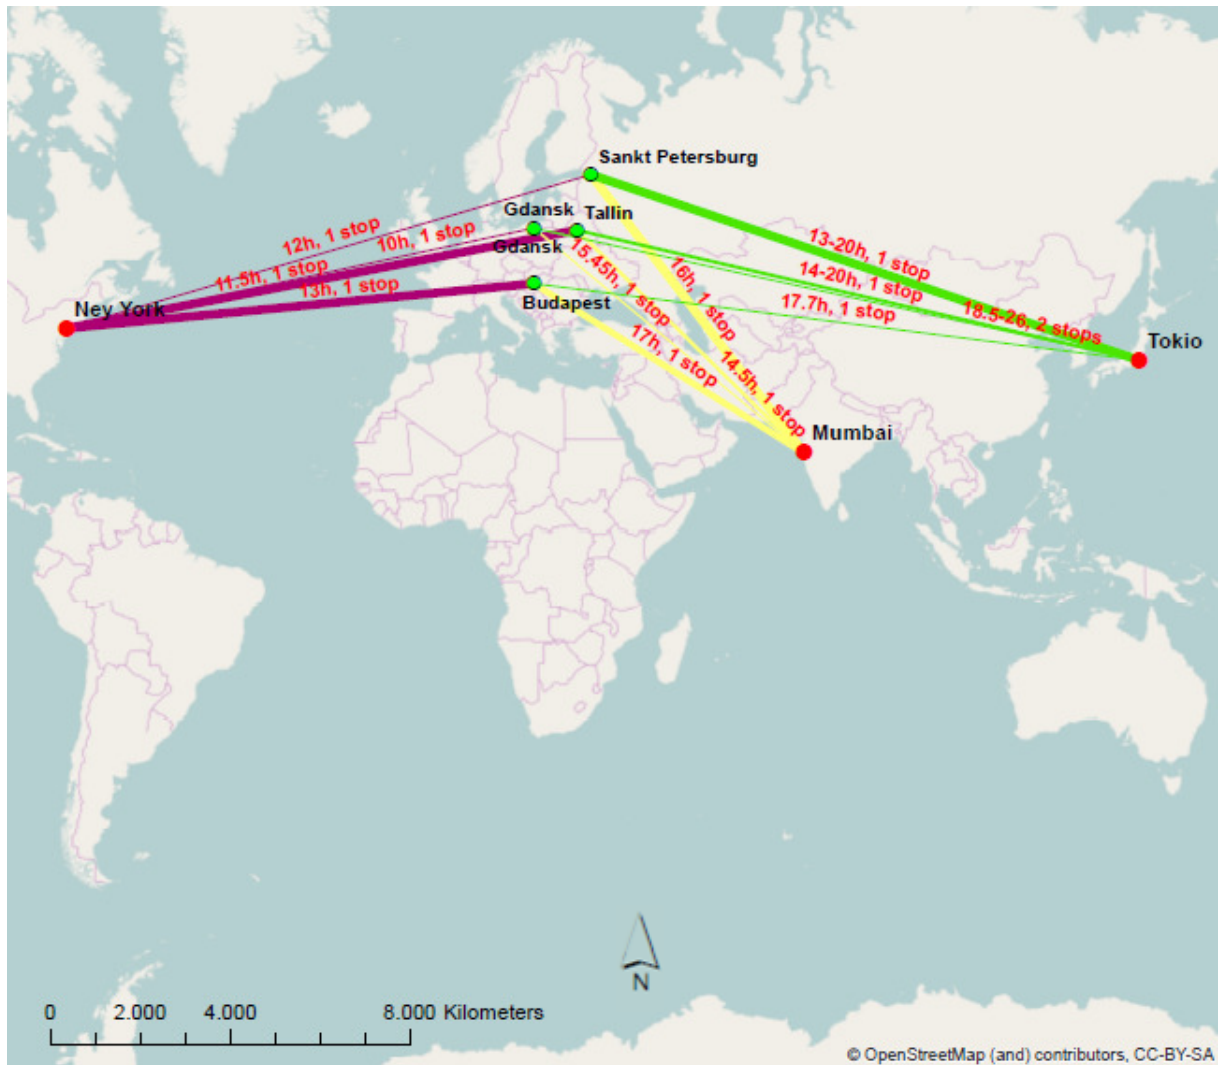 Sankt Petersburg
Gdansk
Tallin
Gdansk
12h, 1 stop
10h, 1 stop
11.5h, 1 stop
13h, 1 stop
Ney York
Budapest
15.45h, 1 stop
16h, 1 stop
17h, 1 stop
14.5h, 1 stop
13-20h, 1 stop
14-20h, 1 stop
17.7h, 1 stop
18.5-26, 2 stops
Tokio
Mumbai
N
0 2.000 4.000 8.000 Kilometers
© OpenStreetMap (and) contributors, CC-BY-SA